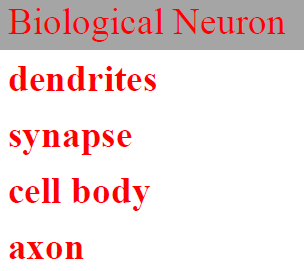 Biological Neuron
dendrites
synapse
cell body
axon